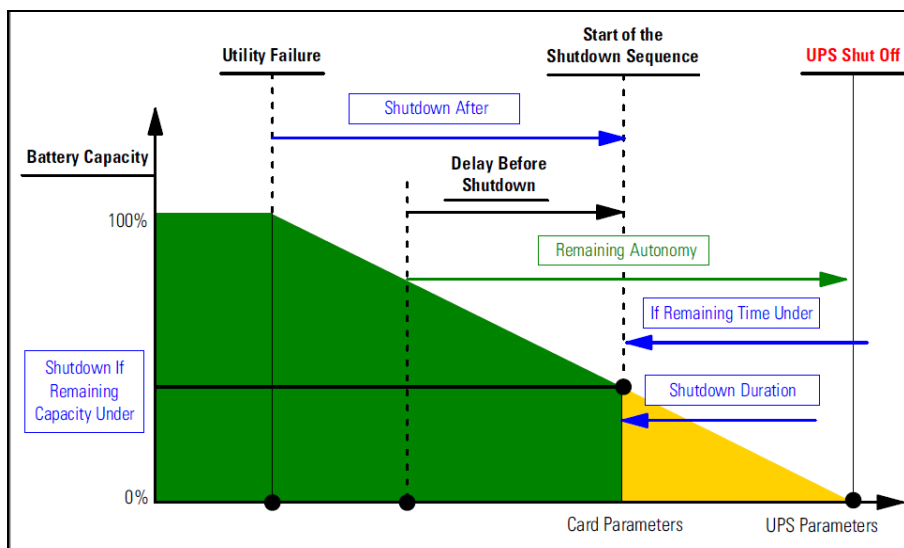 Utility Failure
Start of the
Shutdown Sequence
UPS Shut Off
Shutdown After
Battery Capacity
Delay Before
Shutdown
100%
Remaining Autonomy
If Remaining Time Under
Shutdown If
Remaining
Capacity Under
Shutdown Duration
0%
Card Parameters
UPS Parameters